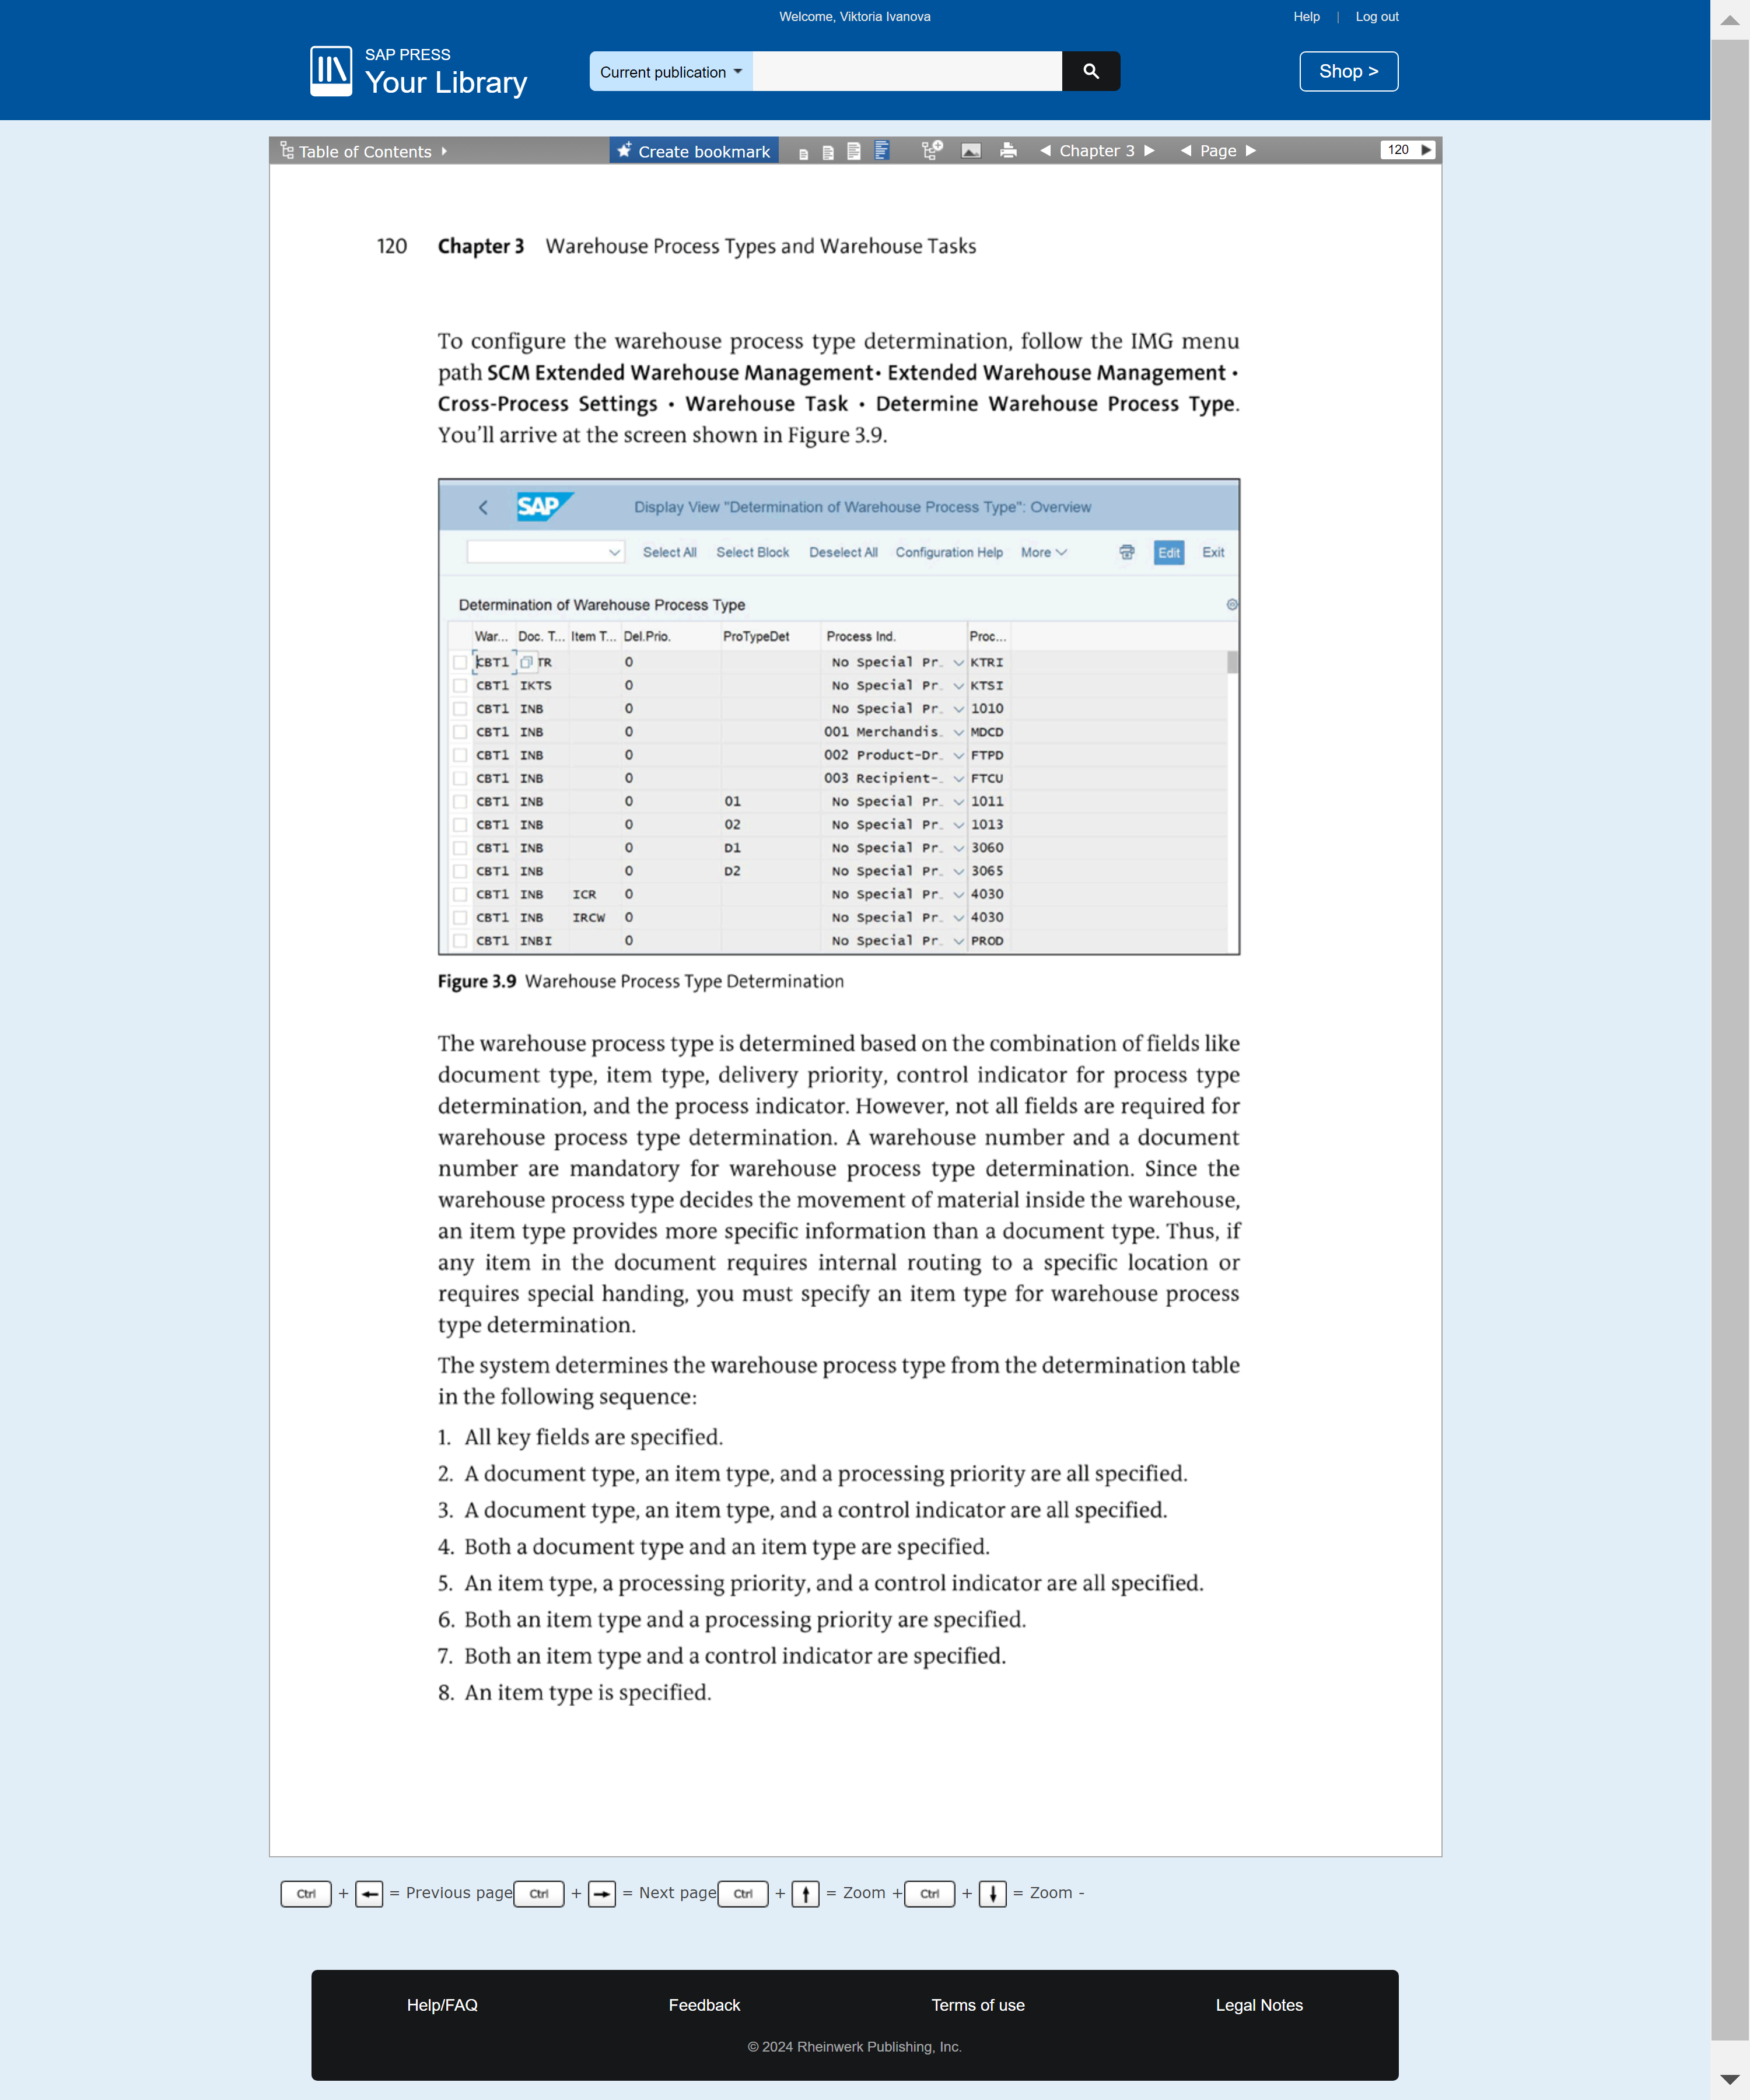 Welcome, Viktoria Ivanova
Help | Log out
SAP PRESS
Your Library
Current publication
Shop >
Table of Contents
Create bookmark
Chapter 3
Page
120
120 Chapter 3 Warehouse Process Types and Warehouse Tasks
To configure the warehouse process type determination, follow the IMG menu
path SCM Extended Warehouse Management • Extended Warehouse Management •
Cross-Process Settings • Warehouse Task • Determine Warehouse Process Type.
You'll arrive at the screen shown in Figure 3.9.
SAP
Display View "Determination of Warehouse Process Type": Overview
Select All Select Block Deselect All Configuration Help More Edit Exit
Determination of Warehouse Process Type
War... Doc. T... Item T... Del.Prio. ProTypeDet Process Ind. Proc...
CBT1 TR 0 No Special Pr… KTRI
CBT1 IKTS 0 No Special Pr… KTSI
CBT1 INB 0 No Special Pr… 1010
CBT1 INB 0 001 Merchandis… MDCD
CBT1 INB 0 002 Product-Dr… FTPD
CBT1 INB 0 003 Recipient-… FTCU
CBT1 INB 0 01 No Special Pr… 1011
CBT1 INB 0 02 No Special Pr… 1013
CBT1 INB 0 D1 No Special Pr… 3060
CBT1 INB 0 D2 No Special Pr… 3065
CBT1 INB ICR 0 No Special Pr… 4030
CBT1 INB IRCW 0 No Special Pr… 4030
CBT1 INBI 0 No Special Pr… PROD
Figure 3.9 Warehouse Process Type Determination
The warehouse process type is determined based on the combination of fields like
document type, item type, delivery priority, control indicator for process type
determination, and the process indicator. However, not all fields are required for
warehouse process type determination. A warehouse number and a document
number are mandatory for warehouse process type determination. Since the
warehouse process type decides the movement of material inside the warehouse,
an item type provides more specific information than a document type. Thus, if
any item in the document requires internal routing to a specific location or
requires special handing, you must specify an item type for warehouse process
type determination.
The system determines the warehouse process type from the determination table
in the following sequence:
1. All key fields are specified.
2. A document type, an item type, and a processing priority are all specified.
3. A document type, an item type, and a control indicator are all specified.
4. Both a document type and an item type are specified.
5. An item type, a processing priority, and a control indicator are all specified.
6. Both an item type and a processing priority are specified.
7. Both an item type and a control indicator are specified.
8. An item type is specified.
Ctrl + ← = Previous page Ctrl + → = Next page Ctrl + ↑ = Zoom + Ctrl + ↓ = Zoom -
Help/FAQ Feedback Terms of use Legal Notes
© 2024 Rheinwerk Publishing, Inc.